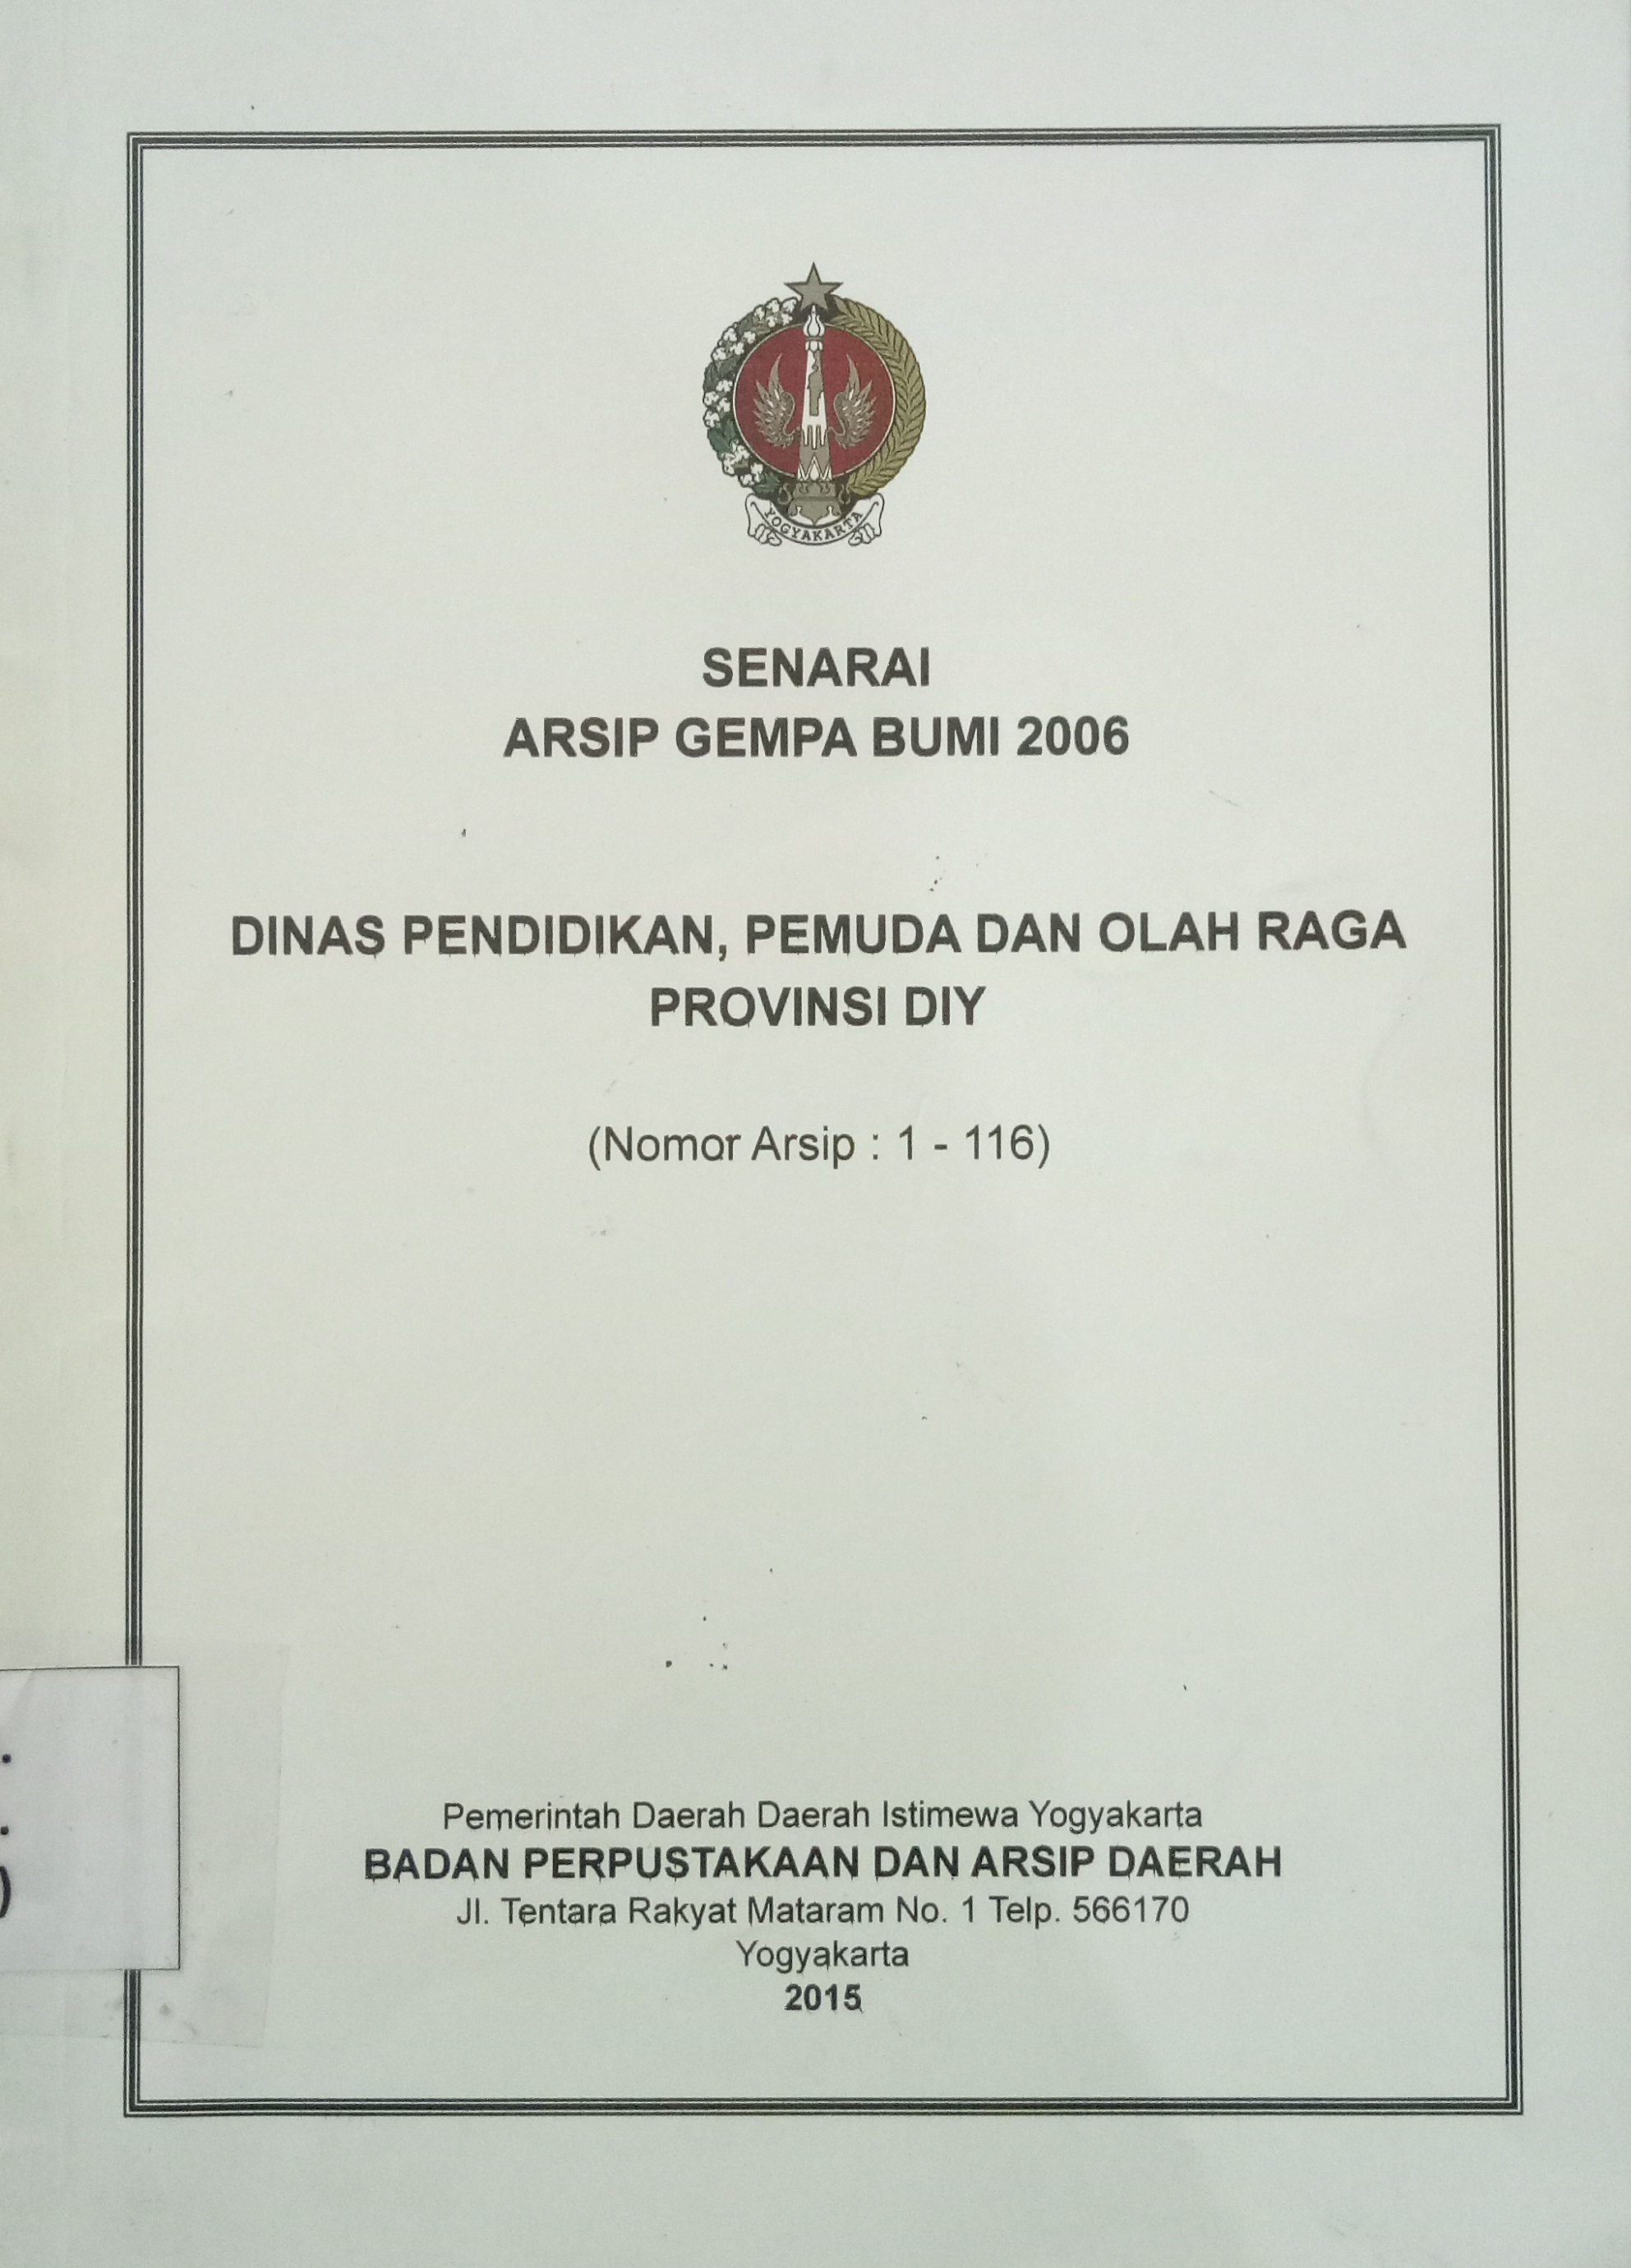 YOGYAKARTA
SENARAI
ARSIP GEMPA BUMI 2006
DINAS PENDIDIKAN, PEMUDA DAN OLAH RAGA
PROVINSI DIY
(Nomor Arsip : 1 - 116)
.
.
)
Pemerintah Daerah Daerah Istimewa Yogyakarta
BADAN PERPUSTAKAAN DAN ARSIP DAERAH
Jl. Tentara Rakyat Mataram No. 1 Telp. 566170
Yogyakarta
2015